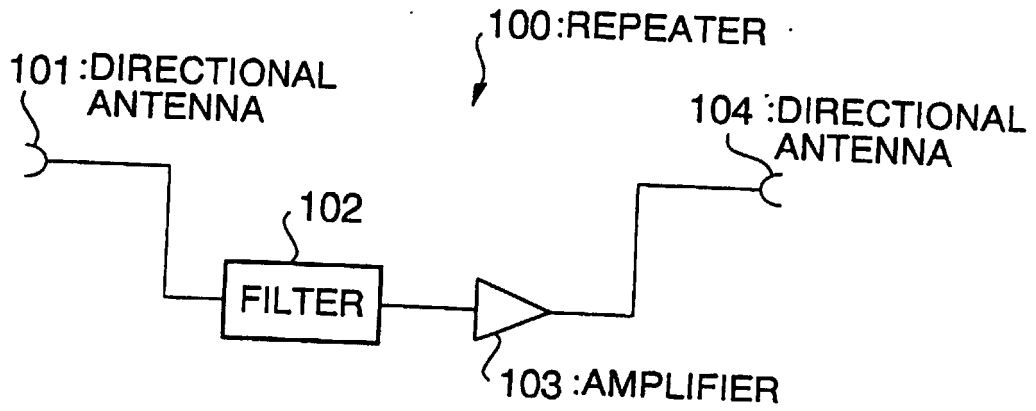 100:REPEATER
101:DIRECTIONAL
ANTENNA
104:DIRECTIONAL
ANTENNA
102
FILTER
103:AMPLIFIER